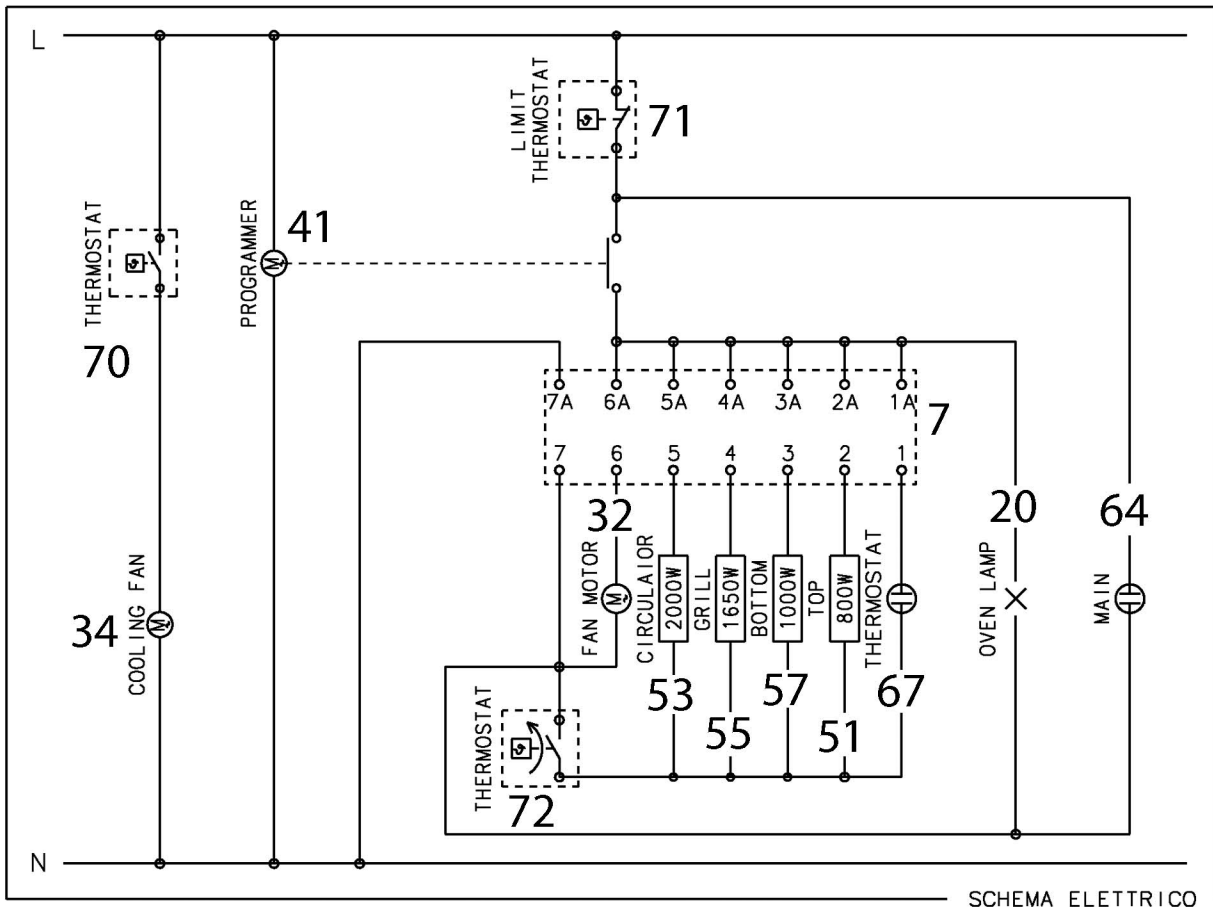 L
LIMIT
THERMOSTAT
71
THERMOSTAT
70
PROGRAMMER
41
7A 6A 5A 4A 3A 2A 1A
7
7 6 5 4 3 2 1
32
20
64
34
COOLING FAN
FAN MOTOR
CIRCULAIOR
2000W
GRILL
1650W
BOTTOM
1000W
TOP
800W
THERMOSTAT
OVEN LAMP
MAIN
53
55
57
51
67
THERMOSTAT
72
N
SCHEMA ELETTRICO